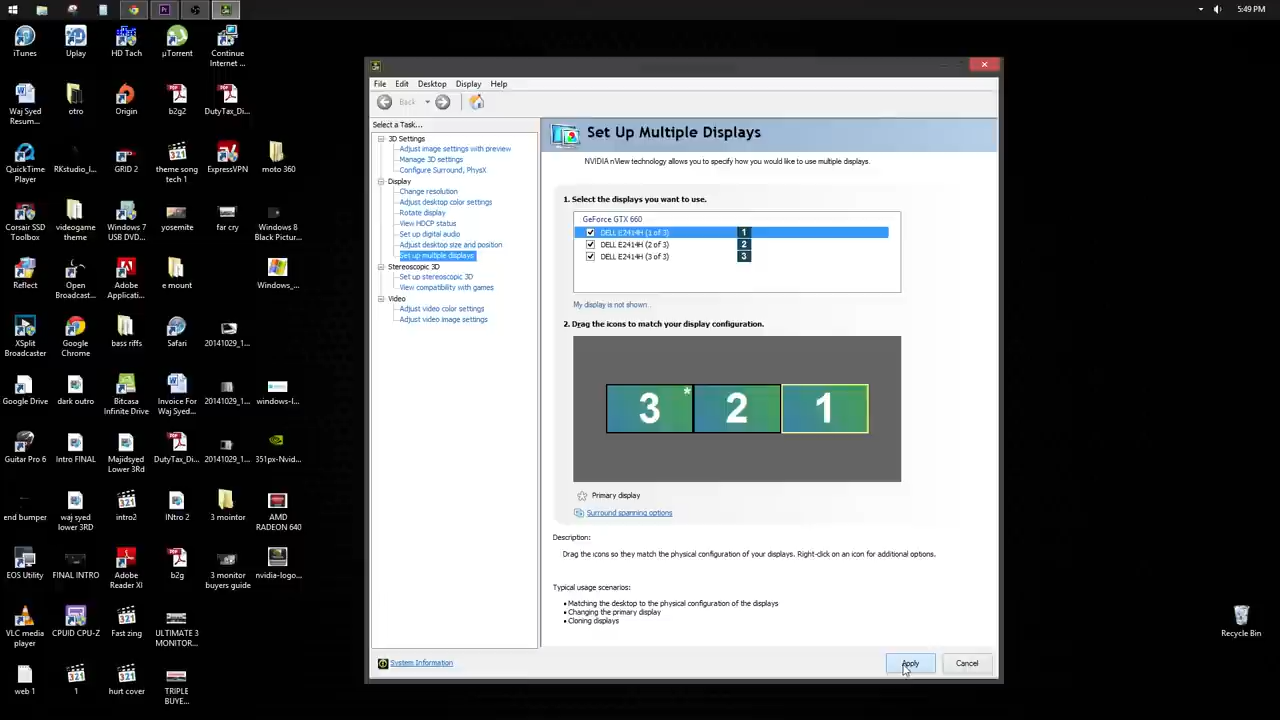 5:49 PM
iTunes
Uplay
HD Tach
µTorrent
Continue
Internet ...
Waj Syed
Resum...
otro
Origin
b2g2
DutyTax_Di...
QuickTime
Player
RKstudio_I...
GRID 2
theme song
tech 1
ExpressVPN
moto 360
Corsair SSD
Toolbox
videogame
theme
Windows 7
USB DVD...
yosemite
far cry
Windows 8
Black Pictur...
Reflect
Open
Broadcast...
Adobe
Applicati...
e mount
Windows_...
XSplit
Broadcaster
Google
Chrome
bass riffs
Safari
20141029_1...
Google Drive
dark outro
Bitcasa
Infinite Drive
Invoice For
Waj Syed...
20141029_1...
windows-l...
Guitar Pro 6
Intro FINAL
Majidsyed
Lower 3Rd
DutyTax_Di...
20141029_1...
351px-Nvid...
end bumper
waj syed
lower 3RD
intro2
INtro 2
3 mointor
AMD
RADEON 640
EOS Utility
FINAL INTRO
Adobe
Reader XI
b2g
3 monitor
buyers guide
nvidia-logo...
VLC media
player
CPUID CPU-Z
Fast zing
ULTIMATE 3
MONITOR...
web 1
1
hurt cover
TRIPLE
BUYE...
File Edit Desktop Display Help
Back
Select a Task...
3D Settings
Adjust image settings with preview
Manage 3D settings
Configure Surround, PhysX
Display
Change resolution
Adjust desktop color settings
Rotate display
View HDCP status
Set up digital audio
Adjust desktop size and position
Set up multiple displays
Stereoscopic 3D
Set up stereoscopic 3D
View compatibility with games
Video
Adjust video color settings
Adjust video image settings
System Information
Set Up Multiple Displays
NVIDIA nView technology allows you to specify how you would like to use multiple displays.
1. Select the displays you want to use.
GeForce GTX 660
DELL E2414H (1 of 3) 1
DELL E2414H (2 of 3) 2
DELL E2414H (3 of 3) 3
My display is not shown...
2. Drag the icons to match your display configuration.
3 * 2 1
Primary display
Surround spanning options
Description:
Drag the icons so they match the physical configuration of your displays. Right-click on an icon for additional options.
Typical usage scenarios:
• Matching the desktop to the physical configuration of the displays
• Changing the primary display
• Cloning displays
Apply Cancel
Recycle Bin